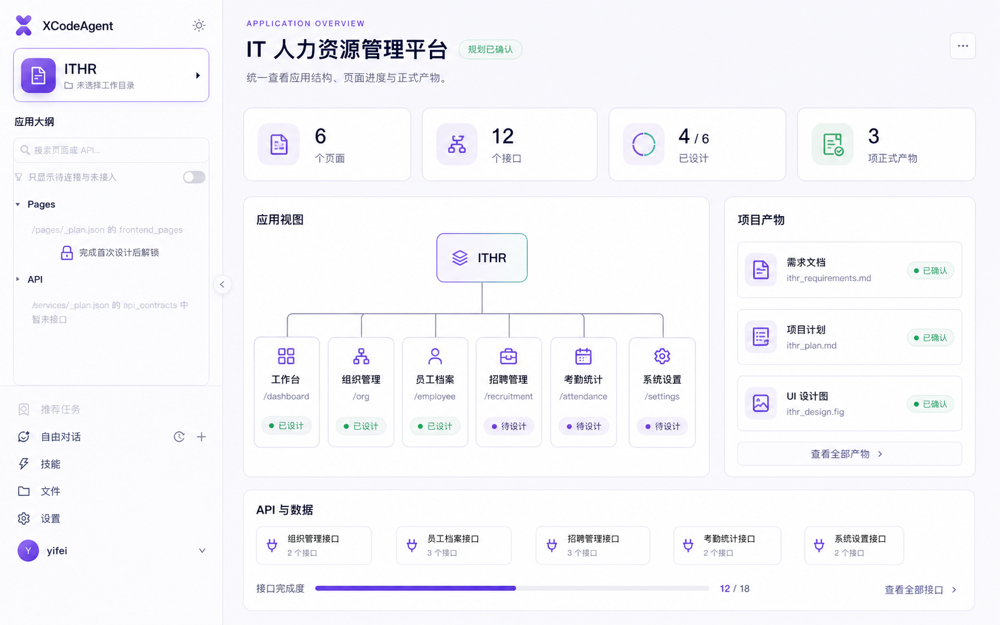 XCodeAgent
ITHR
未选择工作目录
应用大纲
搜索页面或 API...
只显示待连接与未接入
Pages
/pages/_plan.json 的 frontend_pages
完成首次设计后解锁
API
/services/_plan.json 的 api_contracts 中
暂未接口
推荐任务
自由对话
技能
文件
设置
Y
yifei
APPLICATION OVERVIEW
IT 人力资源管理平台
规划已确认
统一查看应用结构、页面进度与正式产物。
6
个页面
12
个接口
4 / 6
已设计
3
项正式产物
应用视图
ITHR
工作台
/dashboard
已设计
组织管理
/org
已设计
员工档案
/employee
已设计
招聘管理
/recruitment
待设计
考勤统计
/attendance
待设计
系统设置
/settings
待设计
项目产物
需求文档
ithr_requirements.md
已确认
项目计划
ithr_plan.md
已确认
UI 设计图
ithr_design.fig
已确认
查看全部产物
API 与数据
组织管理接口
2 个接口
员工档案接口
3 个接口
招聘管理接口
3 个接口
考勤统计接口
2 个接口
系统设置接口
2 个接口
接口完成度
12 / 18
查看全部接口